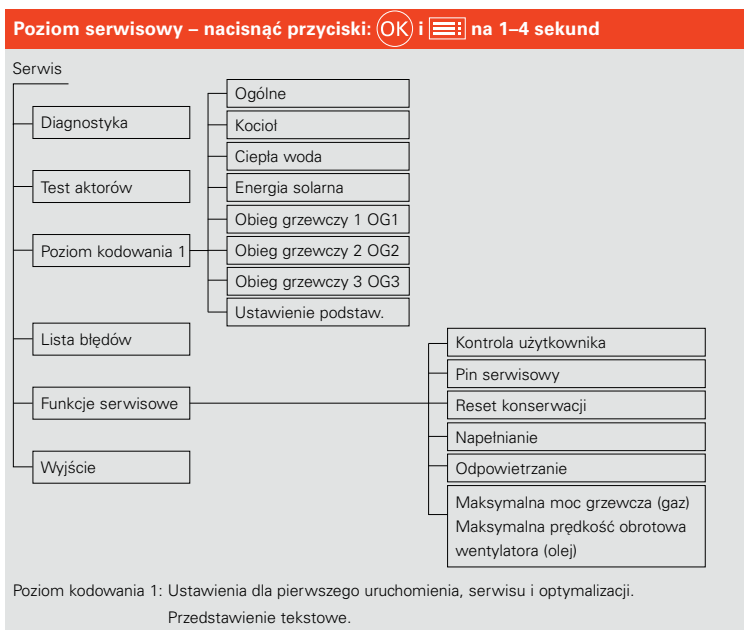 Poziom serwisowy – nacisnąć przyciski: OK i na 1–4 sekund
Serwis
Diagnostyka
Test aktorów
Poziom kodowania 1
Lista błędów
Funkcje serwisowe
Wyjście
Ogólne
Kocioł
Ciepła woda
Energia solarna
Obieg grzewczy 1 OG1
Obieg grzewczy 2 OG2
Obieg grzewczy 3 OG3
Ustawienie podstaw.
Kontrola użytkownika
Pin serwisowy
Reset konserwacji
Napełnianie
Odpowietrzanie
Maksymalna moc grzewcza (gaz)
Maksymalna prędkość obrotowa
wentylatora (olej)
Poziom kodowania 1: Ustawienia dla pierwszego uruchomienia, serwisu i optymalizacji.
Przedstawienie tekstowe.